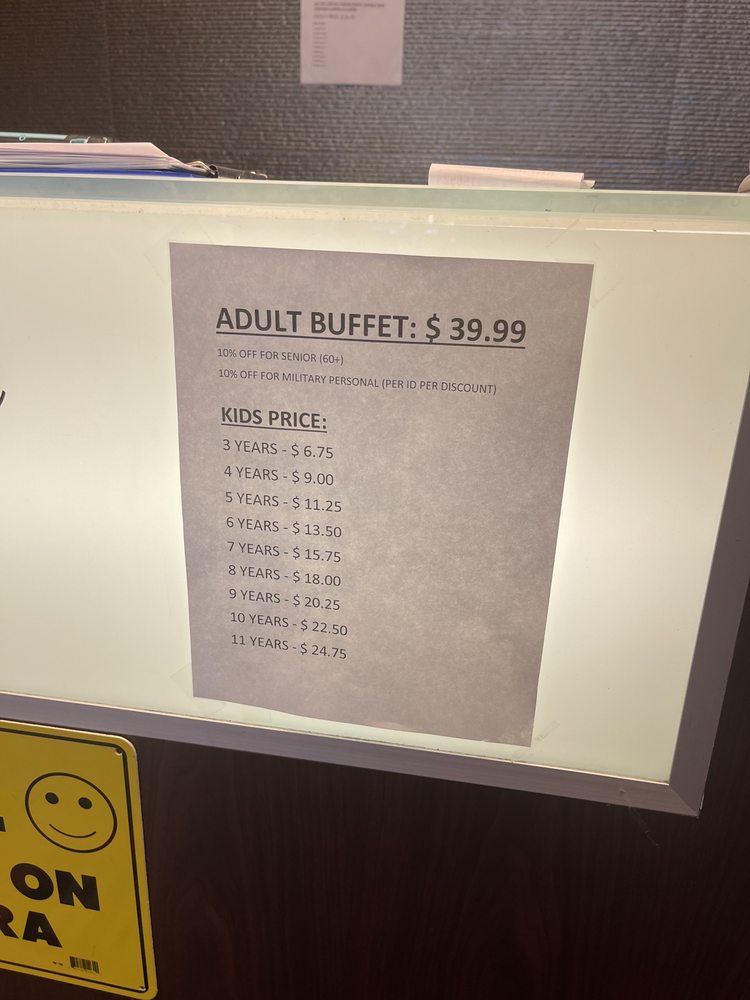 ADULT BUFFET: $ 39.99
10% OFF FOR SENIOR (60+)
10% OFF FOR MILITARY PERSONAL (PER ID PER DISCOUNT)
KIDS PRICE:
3 YEARS - $ 6.75
4 YEARS - $ 9.00
5 YEARS - $ 11.25
6 YEARS - $ 13.50
7 YEARS - $ 15.75
8 YEARS - $ 18.00
9 YEARS - $ 20.25
10 YEARS - $ 22.50
11 YEARS - $ 24.75
ON
RA